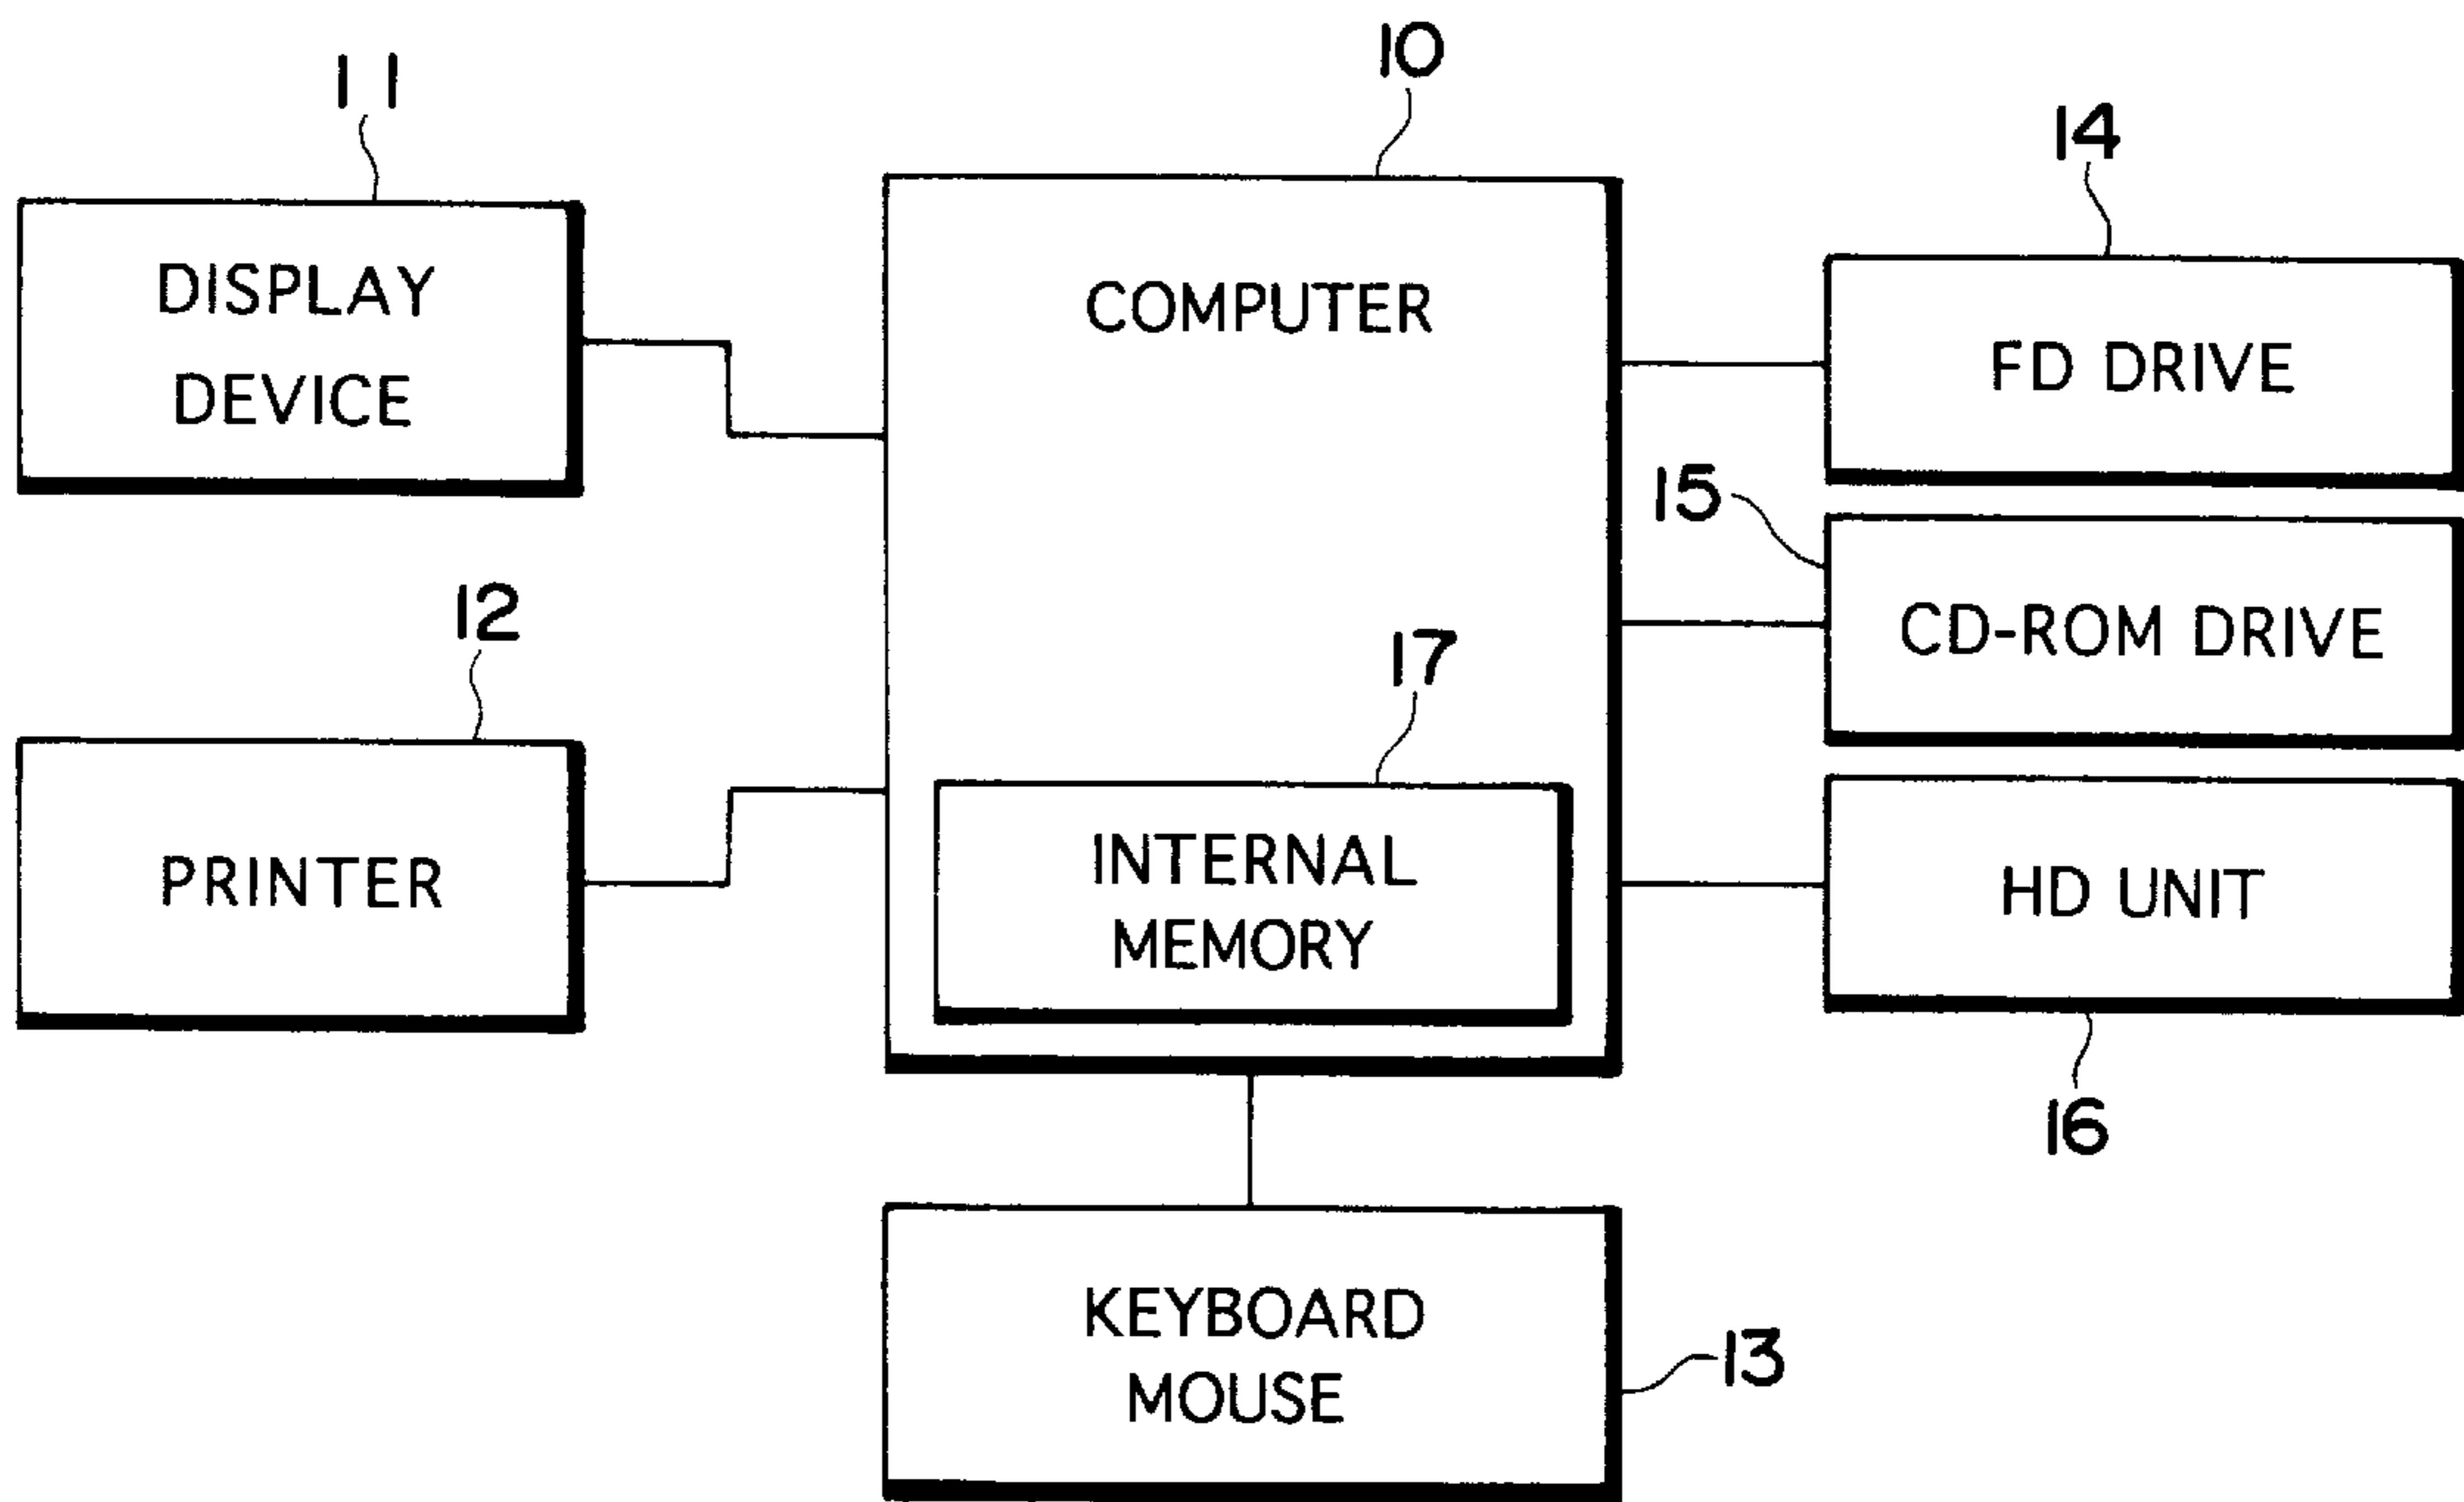 11
10
14
DISPLAY
DEVICE
COMPUTER
FD DRIVE
15
12
CD-ROM DRIVE
17
PRINTER
INTERNAL
MEMORY
HD UNIT
16
KEYBOARD
MOUSE
13